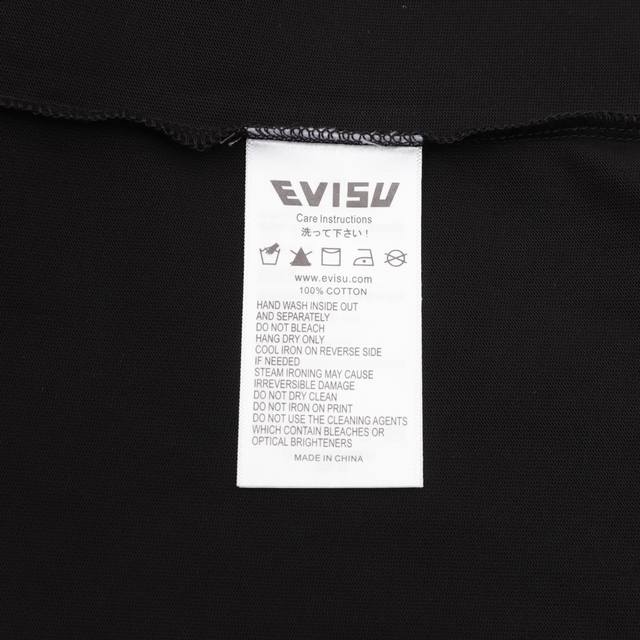 EVISU
Care Instructions
洗って下さい!
www.evisu.com
100% COTTON
HAND WASH INSIDE OUT
AND SEPARATELY
DO NOT BLEACH
HANG DRY ONLY
COOL IRON ON REVERSE SIDE
IF NEEDED
STEAM IRONING MAY CAUSE
IRREVERSIBLE DAMAGE
DO NOT DRY CLEAN
DO NOT IRON ON PRINT
DO NOT USE THE CLEANING AGENTS
WHICH CONTAIN BLEACHES OR
OPTICAL BRIGHTENERS
MADE IN CHINA